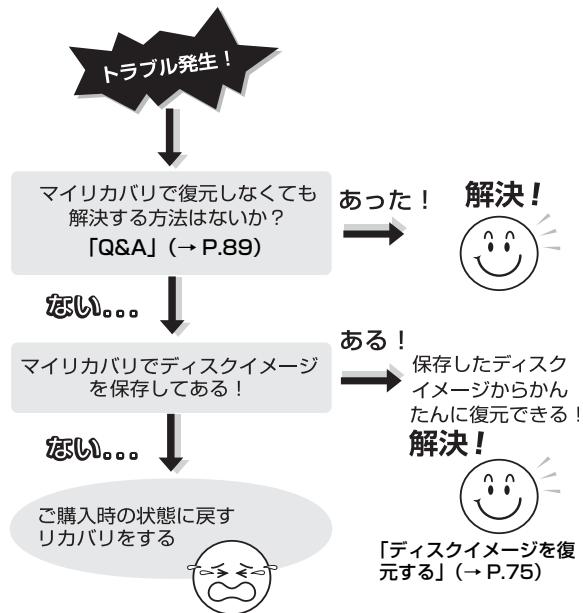 トラブル発生！
マイリカバリで復元しなくても
解決する方法はないか？
「Q&A」（→ P.89）
あった！
解決！
ない...
マイリカバリでディスクイメージ
を保存してある！
ある！
保存したディスク
イメージからかん
たんに復元できる！
解決！
「ディスクイメージを復
元する」（→ P.75）
ない...
ご購入時の状態に戻す
リカバリをする